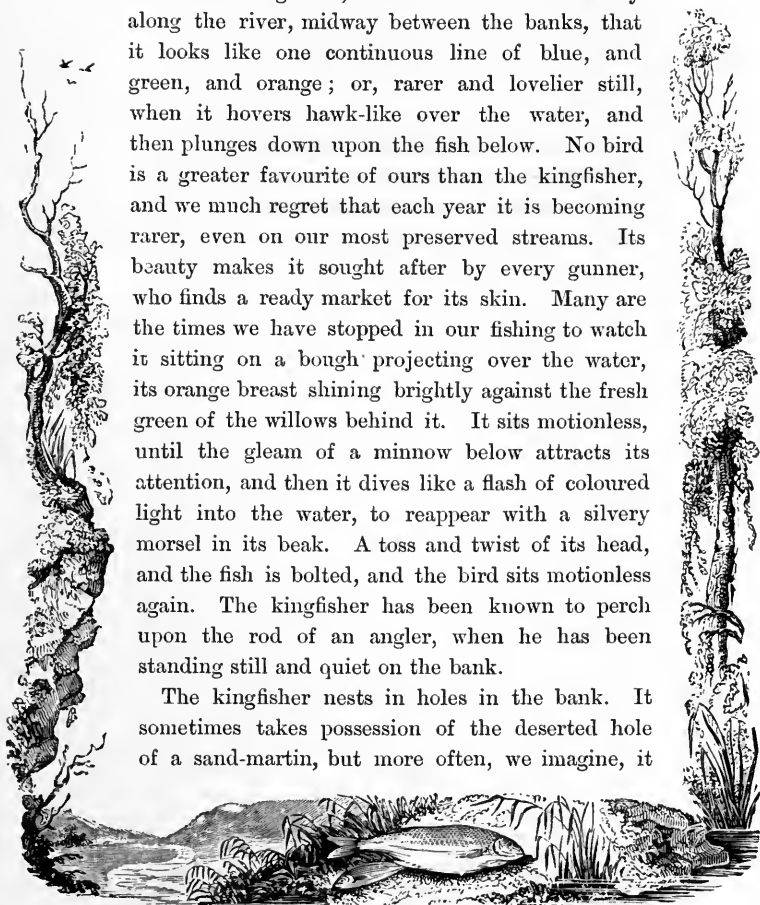 along the river, midway between the banks, that
it looks like one continuous line of blue, and
green, and orange; or, rarer and lovelier still,
when it hovers hawk-like over the water, and
then plunges down upon the fish below. No bird
is a greater favourite of ours than the kingfisher,
and we much regret that each year it is becoming
rarer, even on our most preserved streams. Its
beauty makes it sought after by every gunner,
who finds a ready market for its skin. Many are
the times we have stopped in our fishing to watch
it sitting on a bough projecting over the water,
its orange breast shining brightly against the fresh
green of the willows behind it. It sits motionless,
until the gleam of a minnow below attracts its
attention, and then it dives like a flash of coloured
light into the water, to reappear with a silvery
morsel in its beak. A toss and twist of its head,
and the fish is bolted, and the bird sits motionless
again. The kingfisher has been known to perch
upon the rod of an angler, when he has been
standing still and quiet on the bank.
The kingfisher nests in holes in the bank. It
sometimes takes possession of the deserted hole
of a sand-martin, but more often, we imagine, it